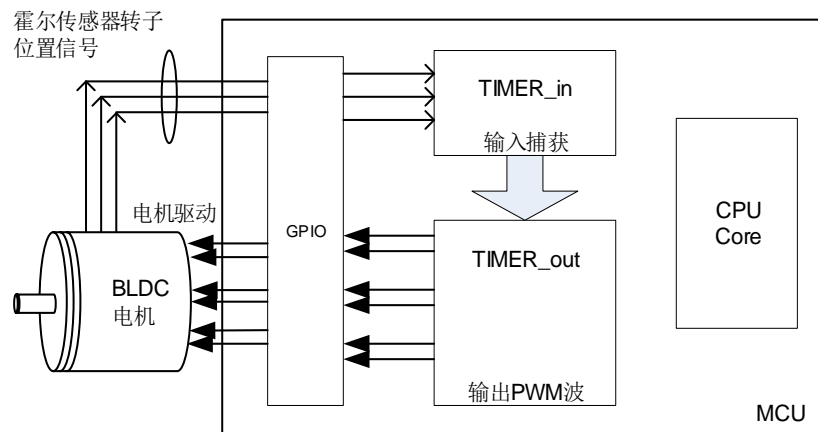 霍尔传感器转子
位置信号
TIMER_in
输入捕获
CPU
Core
电机驱动
GPIO
TIMER_out
BLDC
电机
输出PWM波
MCU